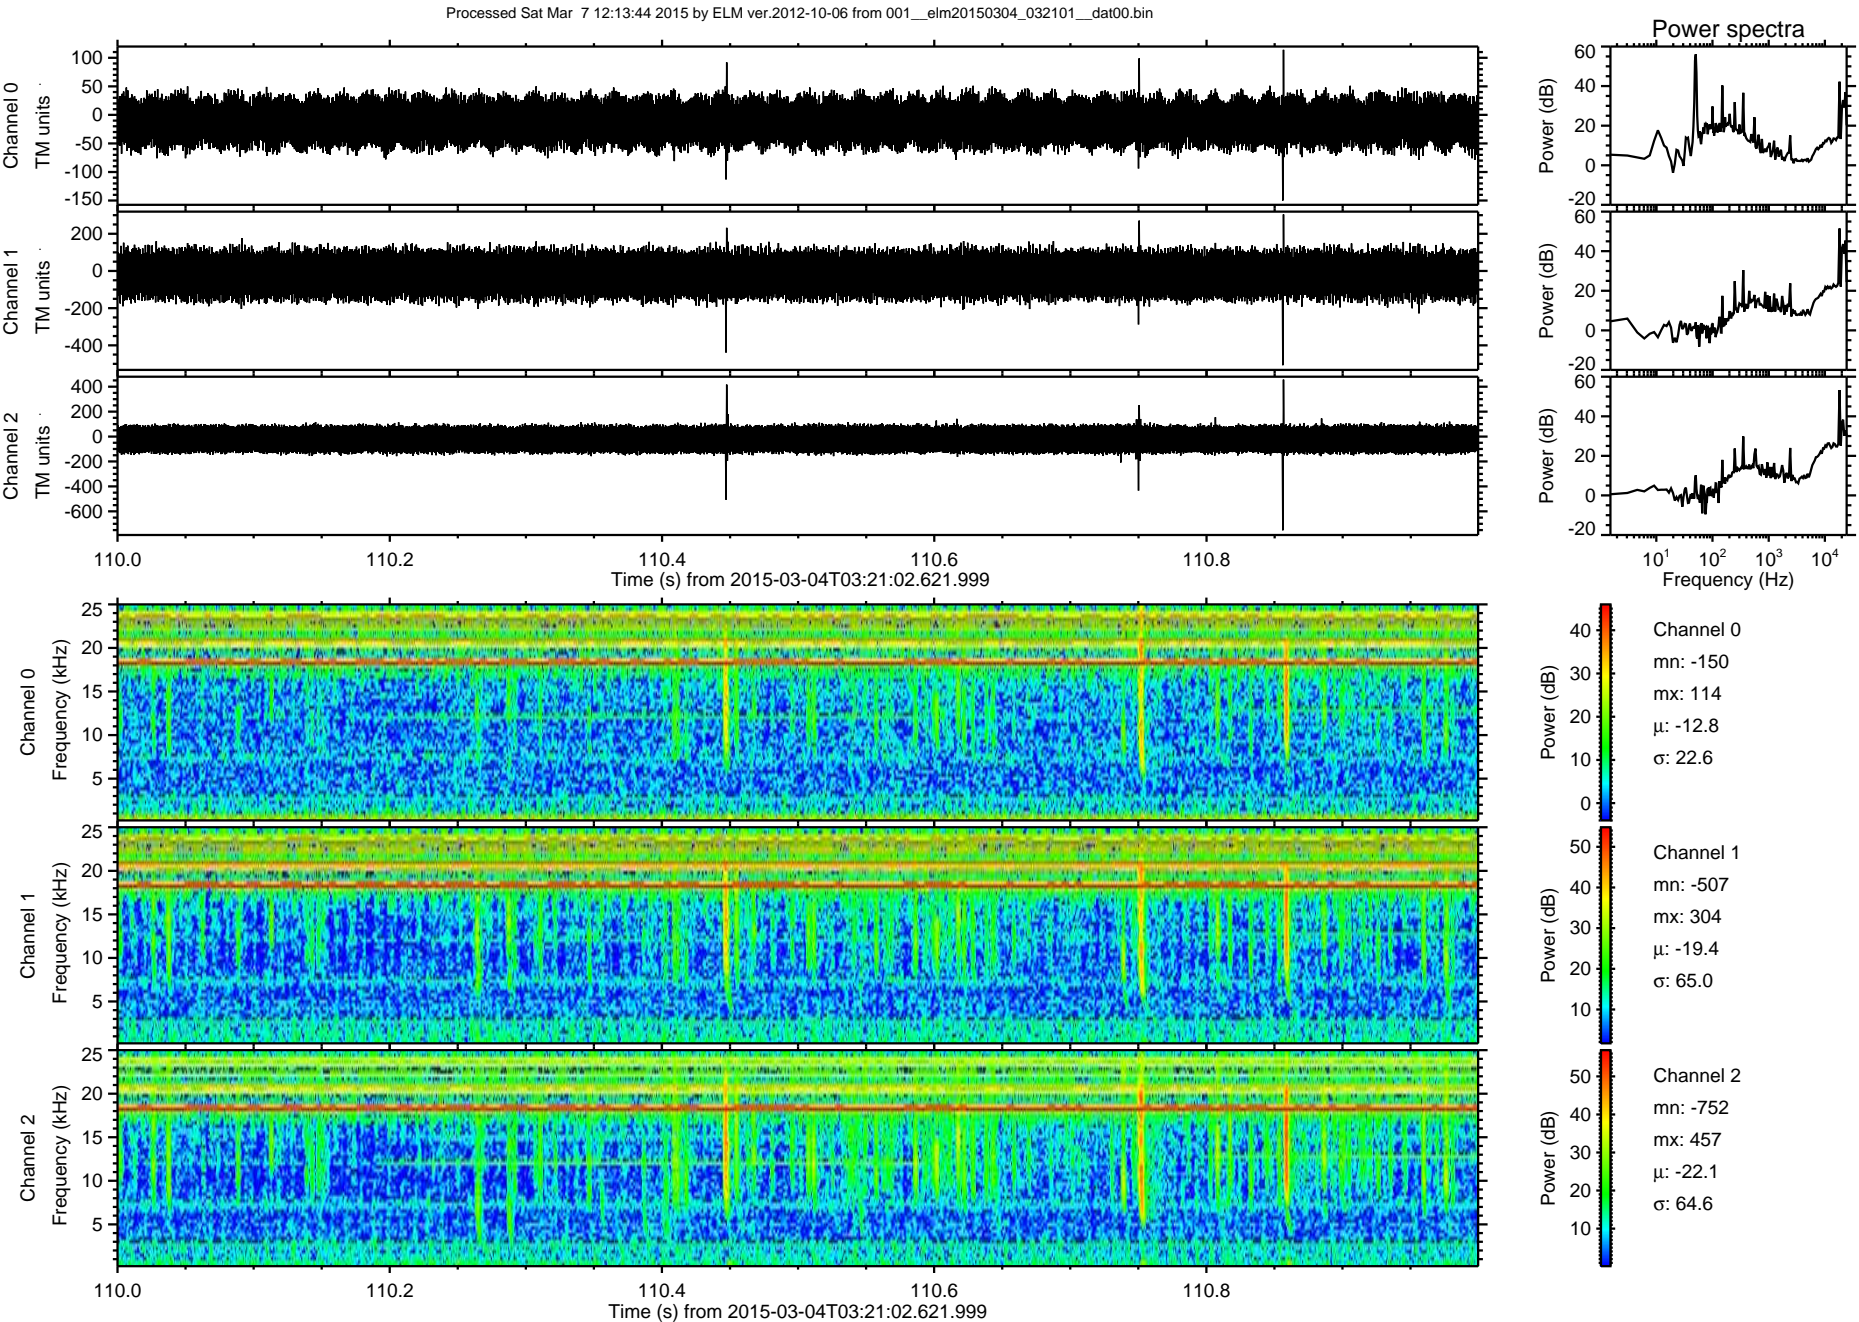 Processed Sat Mar 7 12:13:44 2015 by ELM ver.2012-10-06 from 001__elm20150304_032101__dat00.bin
Power spectra
Channel 0
TM units
100
50
0
-50
-100
-150
Power (dB)
60
40
20
0
-20
Channel 1
TM units
200
0
-200
-400
Power (dB)
60
40
20
0
-20
Channel 2
TM units
400
200
0
-200
-400
-600
Power (dB)
60
40
20
0
-20
110.0 110.2 110.4 110.6 110.8
Time (s) from 2015-03-04T03:21:02.621.999
10^1 10^2 10^3 10^4
Frequency (Hz)
Channel 0
Frequency (kHz)
25
20
15
10
5
Power (dB)
40
30
20
10
0
Channel 0
mn: -150
mx: 114
μ: -12.8
σ: 22.6
Channel 1
Frequency (kHz)
25
20
15
10
5
Power (dB)
50
40
30
20
10
Channel 1
mn: -507
mx: 304
μ: -19.4
σ: 65.0
Channel 2
Frequency (kHz)
25
20
15
10
5
Power (dB)
50
40
30
20
10
Channel 2
mn: -752
mx: 457
μ: -22.1
σ: 64.6
110.0 110.2 110.4 110.6 110.8
Time (s) from 2015-03-04T03:21:02.621.999